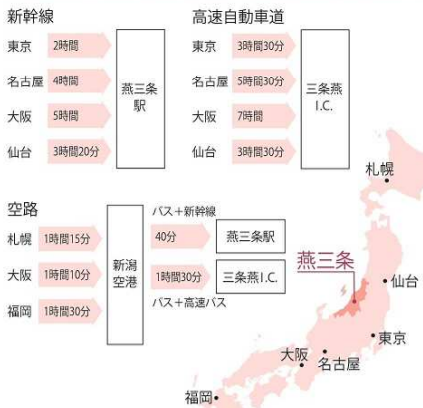 新幹線
東京 2時間
名古屋 4時間
大阪 5時間
仙台 3時間20分
燕三条
駅
高速自動車道
東京 3時間30分
名古屋 5時間30分
大阪 7時間
仙台 3時間30分
三条燕
I.C.
空路
札幌 1時間15分
大阪 1時間10分
福岡 1時間30分
新潟
空港
バス+新幹線
40分 燕三条駅
1時間30分 三条燕I.C.
バス+高速バス
札幌
燕三条
仙台
東京
大阪
名古屋
福岡